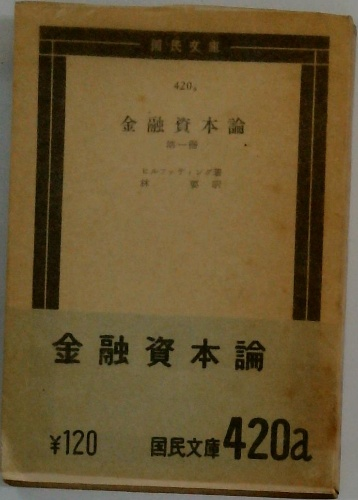 国民文庫
420a
金融資本論
第一冊
ヒルファディング著
林 要訳
金融資本論
¥120 国民文庫 420a